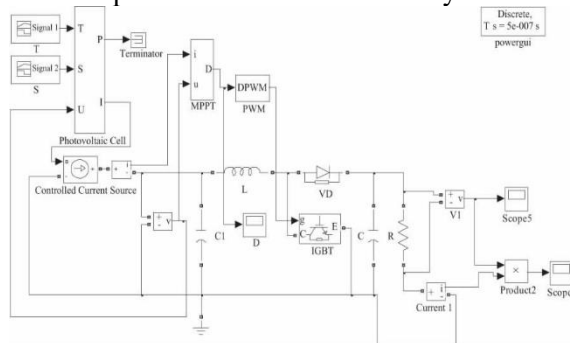 Signal 1
T
Signal 2
S
T
S
U
P
I
Photovoltaic Cell
Terminator
i
u
D
MPPT
DPWM
PWM
Discrete,
T s = 5e-007 s
powergui
s
-
i
+
-
Controlled Current Source
L
VD
+
-
v
C1
D
g
C
E
IGBT
C
R
+
-
v
V1
Scope5
×
Product2
Scope
+
-
i
Current 1